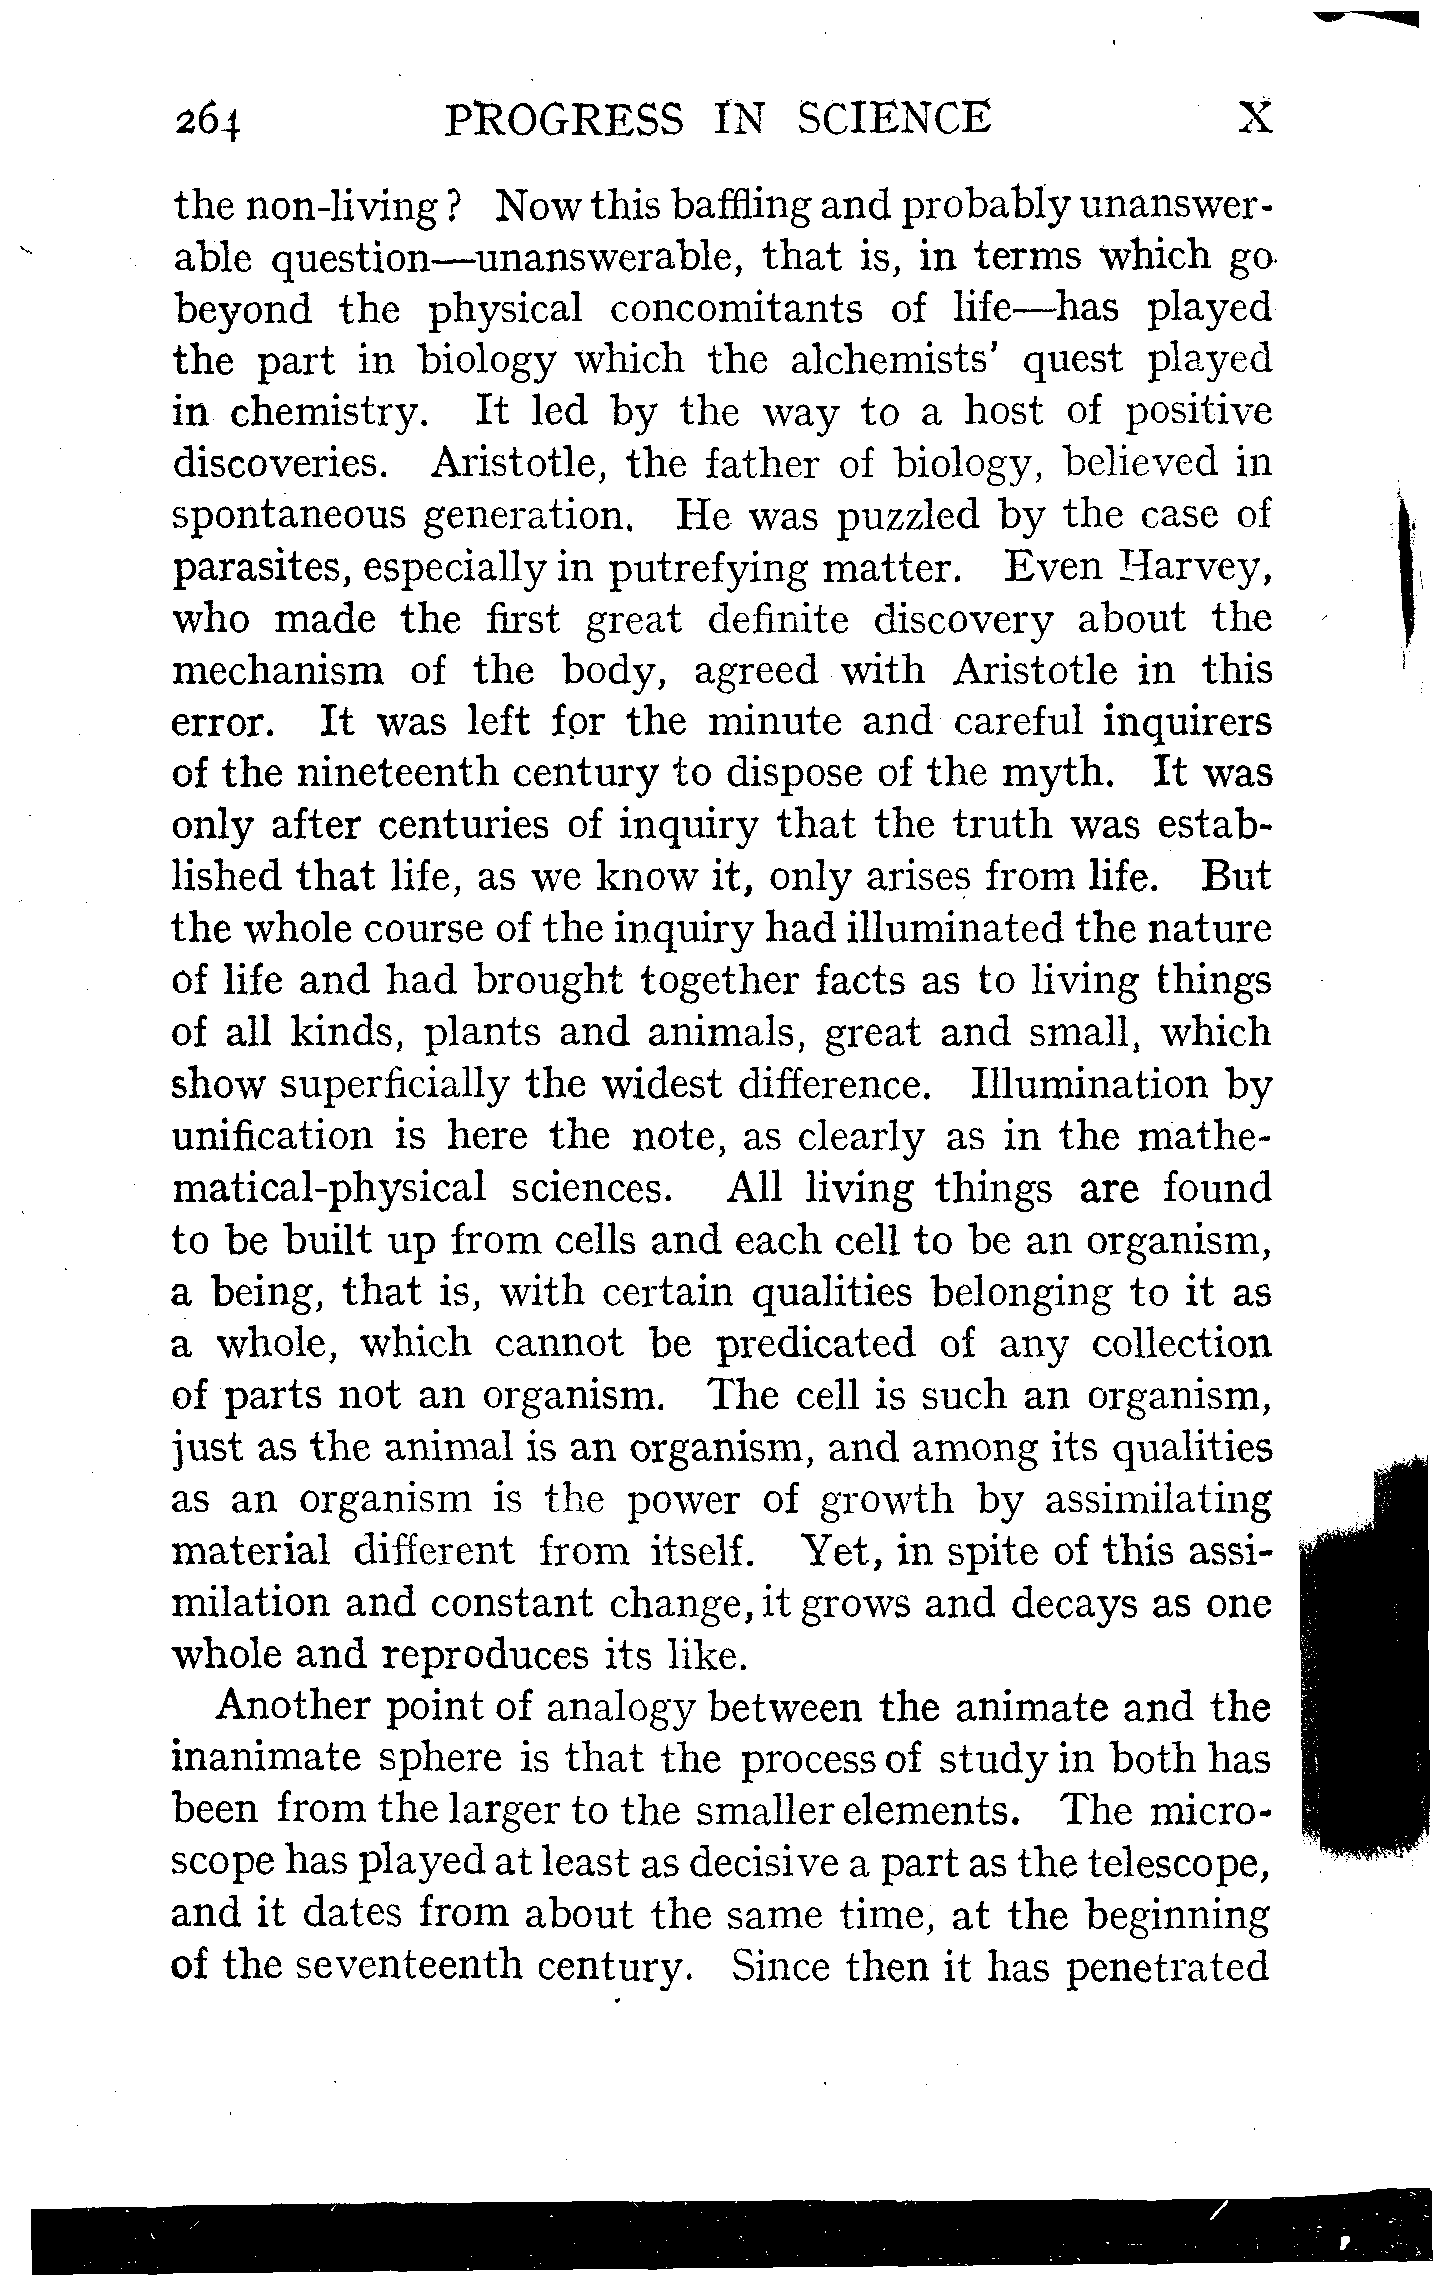 264 PROGRESS IN SCIENCE X
the non-living? Now this baffling and probably unanswer-
able question—unanswerable, that is, in terms which go
beyond the physical concomitants of life—has played
the part in biology which the alchemists' quest played
in chemistry. It led by the way to a host of positive
discoveries. Aristotle, the father of biology, believed in
spontaneous generation. He was puzzled by the case of
parasites, especially in putrefying matter. Even Harvey,
who made the first great definite discovery about the
mechanism of the body, agreed with Aristotle in this
error. It was left for the minute and careful inquirers
of the nineteenth century to dispose of the myth. It was
only after centuries of inquiry that the truth was estab-
lished that life, as we know it, only arises from life. But
the whole course of the inquiry had illuminated the nature
of life and had brought together facts as to living things
of all kinds, plants and animals, great and small, which
show superficially the widest difference. Illumination by
unification is here the note, as clearly as in the mathe-
matical-physical sciences. All living things are found
to be built up from cells and each cell to be an organism,
a being, that is, with certain qualities belonging to it as
a whole, which cannot be predicated of any collection
of parts not an organism. The cell is such an organism,
just as the animal is an organism, and among its qualities
as an organism is the power of growth by assimilating
material different from itself. Yet, in spite of this assi-
milation and constant change, it grows and decays as one
whole and reproduces its like.
Another point of analogy between the animate and the
inanimate sphere is that the process of study in both has
been from the larger to the smaller elements. The micro-
scope has played at least as decisive a part as the telescope,
and it dates from about the same time, at the beginning
of the seventeenth century. Since then it has penetrated